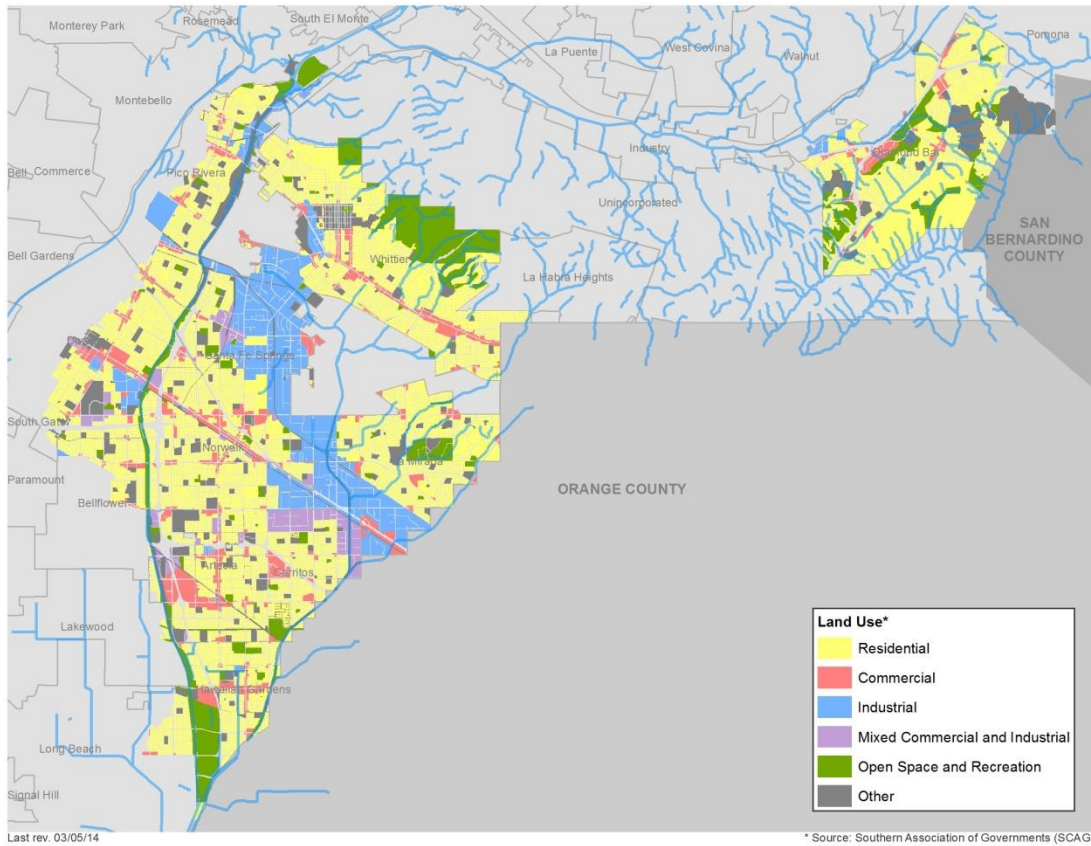 Monterey Park
Rosemead
South El Monte
La Puente
West Covina
Walnut
Pomona
Montebello
Industry
Diamond Bar
Bell
Commerce
Pico Rivera
Unincorporated
SAN
BERNARDINO
COUNTY
Bell Gardens
Whittier
La Habra Heights
Santa Fe Springs
South Gate
Norwalk
La Mirada
Paramount
Bellflower
ORANGE COUNTY
Artesia
Cerritos
Lakewood
Hawaiian Gardens
Long Beach
Signal Hill
Land Use*
Residential
Commercial
Industrial
Mixed Commercial and Industrial
Open Space and Recreation
Other
Last rev. 03/05/14
* Source: Southern Association of Governments (SCAG